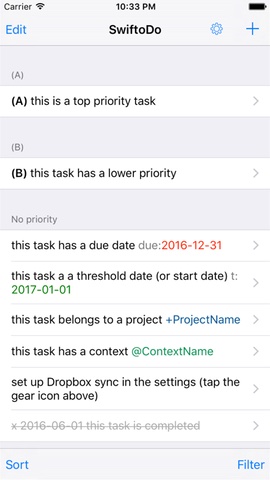 Carrier 10:33 PM
Edit SwiftoDo
(A)
(A) this is a top priority task
(B)
(B) this task has a lower priority
No priority
this task has a due date due:2016-12-31
this task a a threshold date (or start date) t:
2017-01-01
this task belongs to a project +ProjectName
this task has a context @ContextName
set up Dropbox sync in the settings (tap the
gear icon above)
x 2016-06-01 this task is completed
Sort Filter